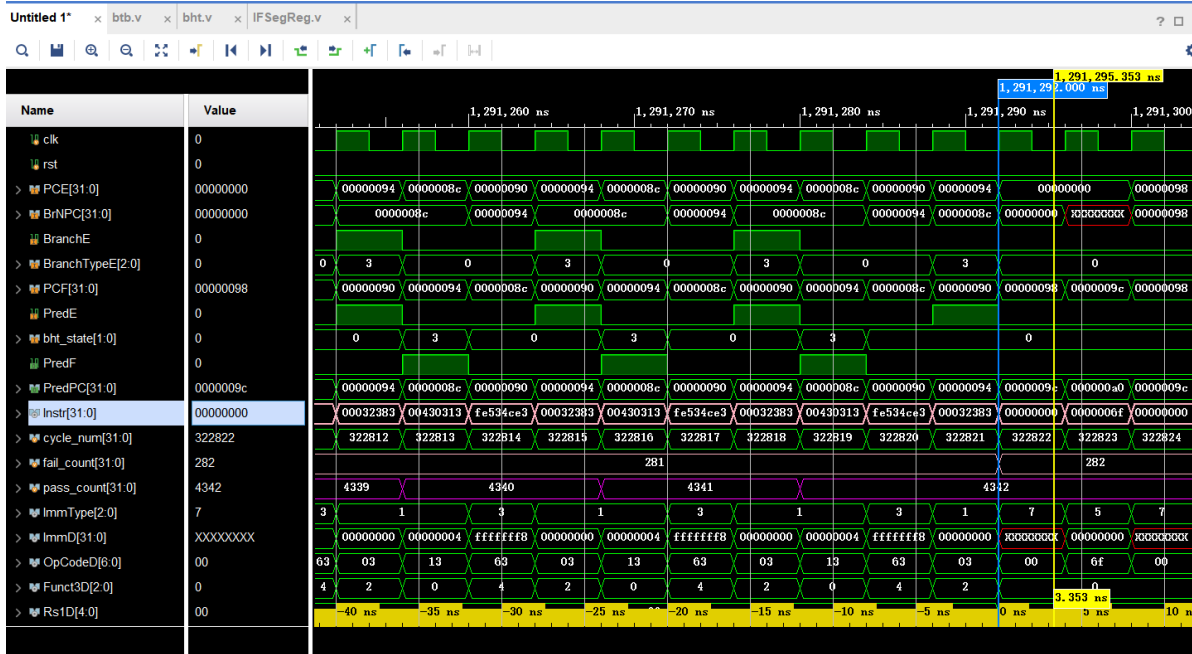 Untitled 1* × btb.v × bht.v × IFSegReg.v × ?
1,291,295.353 ns
1,291,292.000 ns
Name Value 1,291,260 ns 1,291,270 ns 1,291,280 ns 1,291,290 ns 1,291,300
clk 0
rst 0
PCE[31:0] 00000000 00000094 0000008c 00000090 00000094 0000008c 00000090 00000094 0000008c 00000090 00000094 00000000 00000098
BrNPC[31:0] 00000000 0000008c 00000094 0000008c 00000094 0000008c 00000094 0000008c 00000000 XXXXXXXX 00000098
BranchE 0
BranchTypeE[2:0] 0 0 3 0 3 0 3 0 3 0
PCF[31:0] 00000098 00000090 00000094 0000008c 00000090 00000094 0000008c 00000090 00000094 0000008c 00000090 00000098 0000009c 00000098
PredE 0
bht_state[1:0] 0 0 3 0 3 0 3 0
PredF 0
PredPC[31:0] 0000009c 00000094 0000008c 00000090 00000094 0000008c 00000090 00000094 0000008c 00000090 00000094 0000009c 000000a0 0000009c
Instr[31:0] 00000000 00032383 00430313 fe534ce3 00032383 00430313 fe534ce3 00032383 00430313 fe534ce3 00032383 00000000 0000006f 00000000
cycle_num[31:0] 322822 322812 322813 322814 322815 322816 322817 322818 322819 322820 322821 322822 322823 322824
fail_count[31:0] 282 281 282
pass_count[31:0] 4342 4339 4340 4341 4342
ImmType[2:0] 7 3 1 3 1 3 1 3 1 7 5 7
ImmD[31:0] XXXXXXXX 00000000 00000004 fffffff8 00000000 00000004 fffffff8 00000000 00000004 fffffff8 00000000 XXXXXXXX 00000000 XXXXXXXX
OpCodeD[6:0] 00 63 03 13 63 03 13 63 03 13 63 03 00 6f 00
Funct3D[2:0] 0 4 2 0 4 2 0 4 2 0 4 2 0
3.353 ns
Rs1D[4:0] 00 -40 ns -35 ns -30 ns -25 ns -20 ns -15 ns -10 ns -5 ns 0 ns 5 ns 10 n